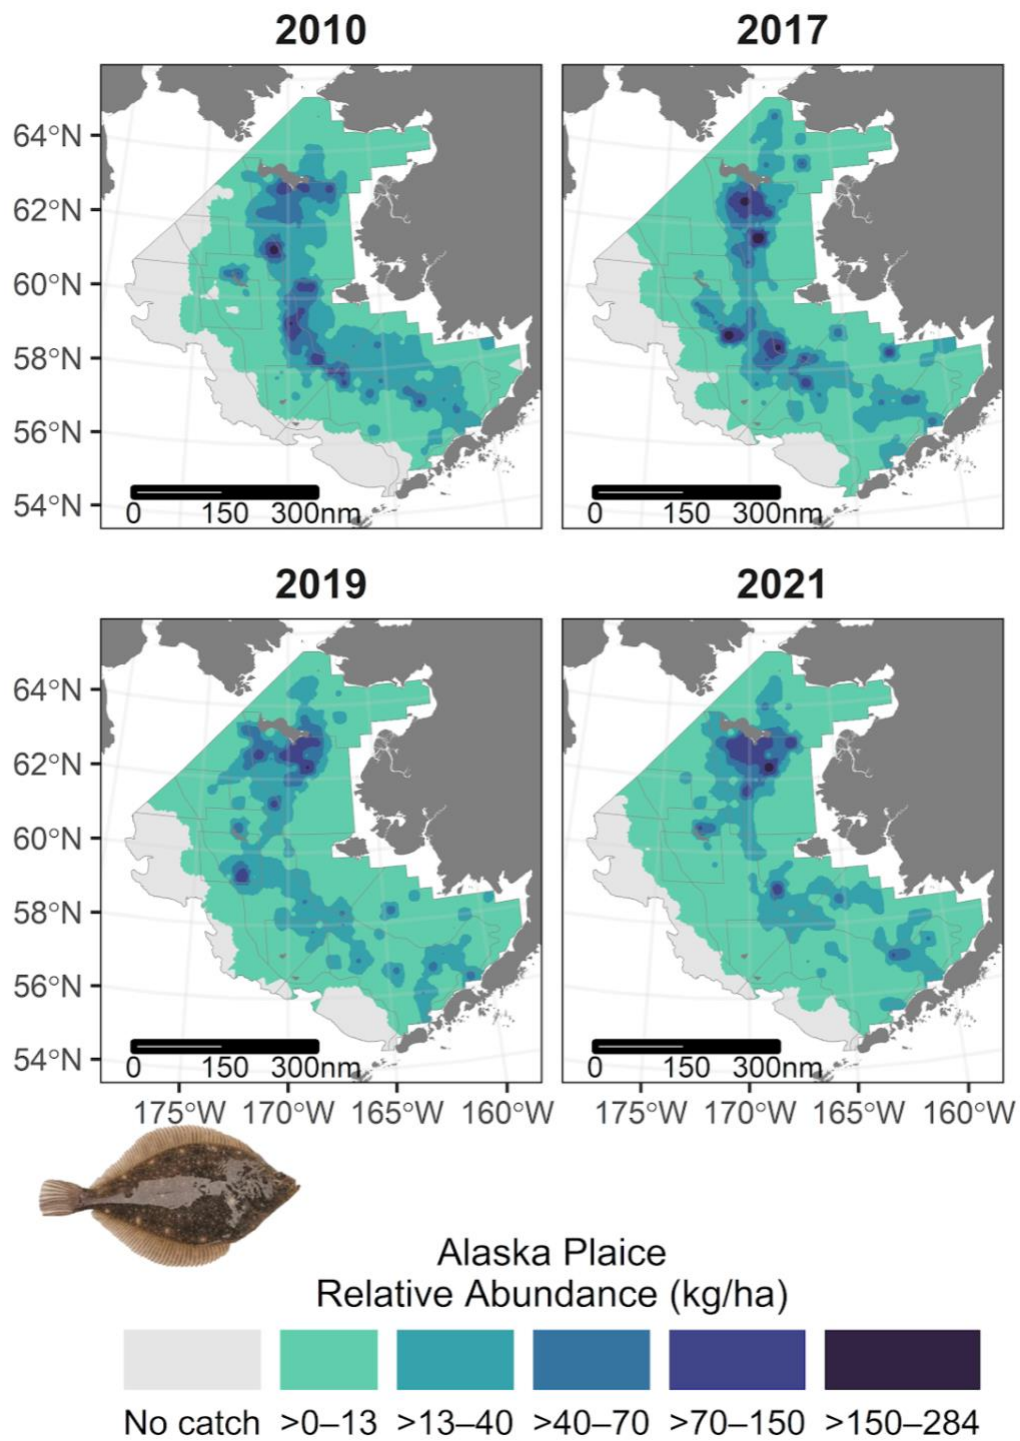 2010 2017
64°N
62°N
60°N
58°N
56°N
54°N
0 150 300nm 0 150 300nm
2019 2021
64°N
62°N
60°N
58°N
56°N
54°N
0 150 300nm 0 150 300nm
175°W 170°W 165°W 160°W 175°W 170°W 165°W 160°W
Alaska Plaice
Relative Abundance (kg/ha)
No catch >0–13 >13–40 >40–70 >70–150 >150–284